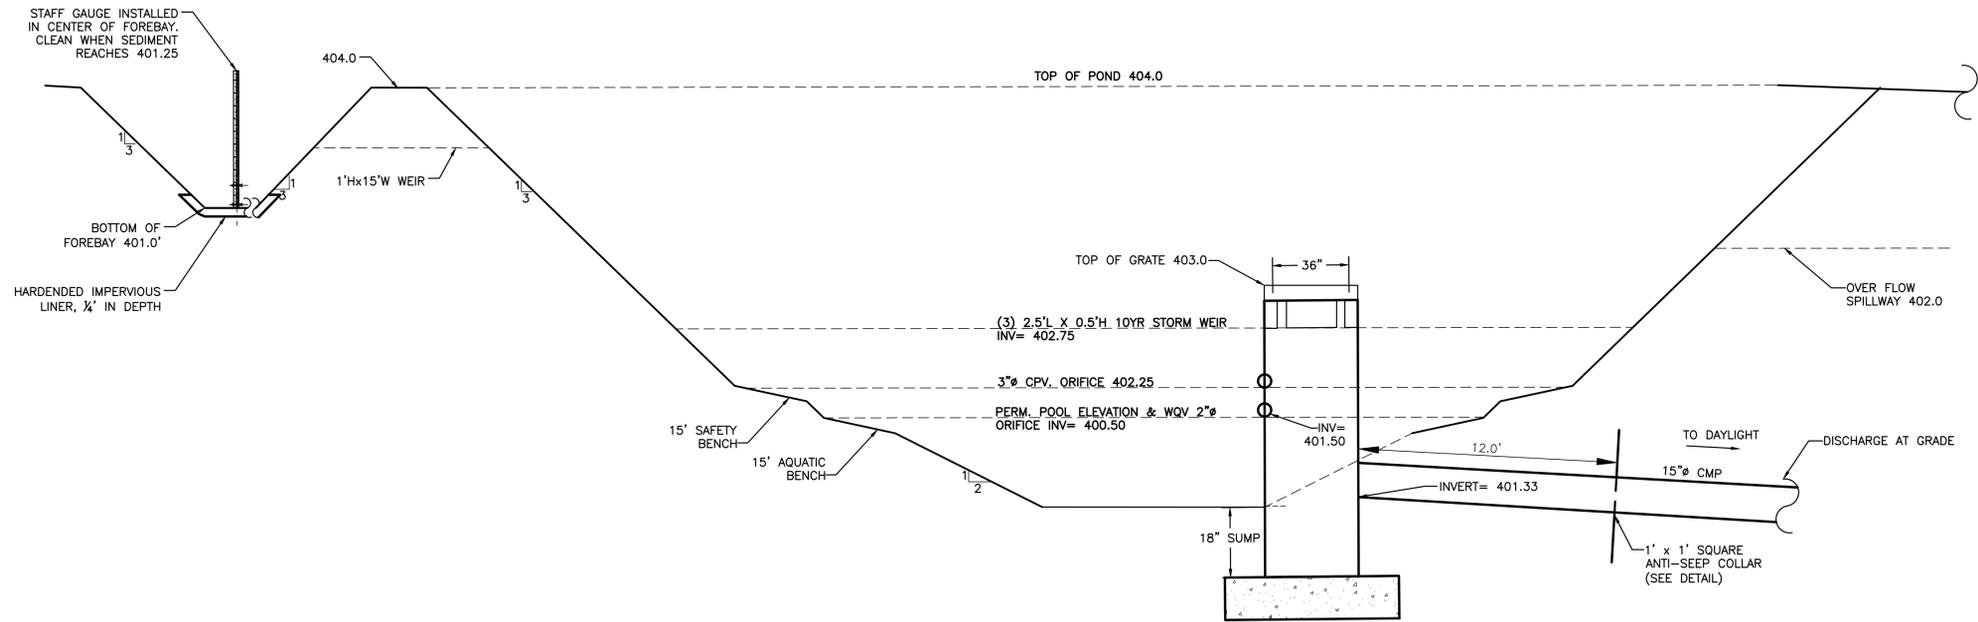 STAFF GAUGE INSTALLED
IN CENTER OF FOREBAY.
CLEAN WHEN SEDIMENT
REACHES 401.25
404.0
TOP OF POND 404.0
1
3
1'Hx15'W WEIR
1
3
1
3
BOTTOM OF
FOREBAY 401.0'
HARDENDED IMPERVIOUS
LINER, ¼' IN DEPTH
TOP OF GRATE 403.0
36"
OVER FLOW
SPILLWAY 402.0
(3) 2.5'L X 0.5'H 10YR STORM WEIR
INV= 402.75
3"ø CPV. ORIFICE 402.25
PERM. POOL ELEVATION & WQV 2"ø
ORIFICE INV= 400.50
INV=
401.50
15' SAFETY
BENCH
15' AQUATIC
BENCH
1
2
12.0'
TO DAYLIGHT
DISCHARGE AT GRADE
15"ø CMP
INVERT= 401.33
18" SUMP
1' x 1' SQUARE
ANTI-SEEP COLLAR
(SEE DETAIL)